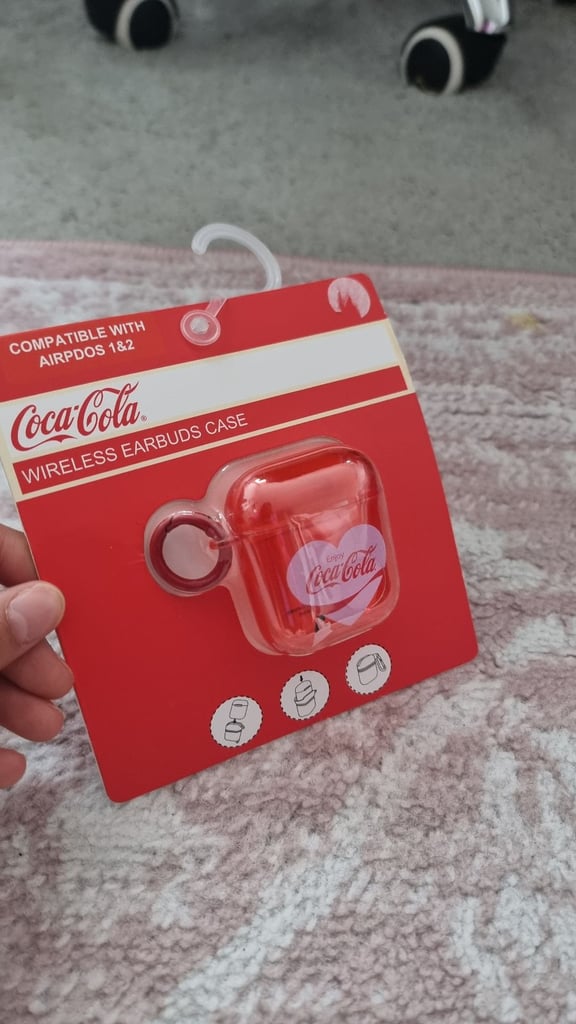 COMPATIBLE WITH
AIRPDOS 1&2
Coca-Cola®
WIRELESS EARBUDS CASE
Enjoy
Coca-Cola